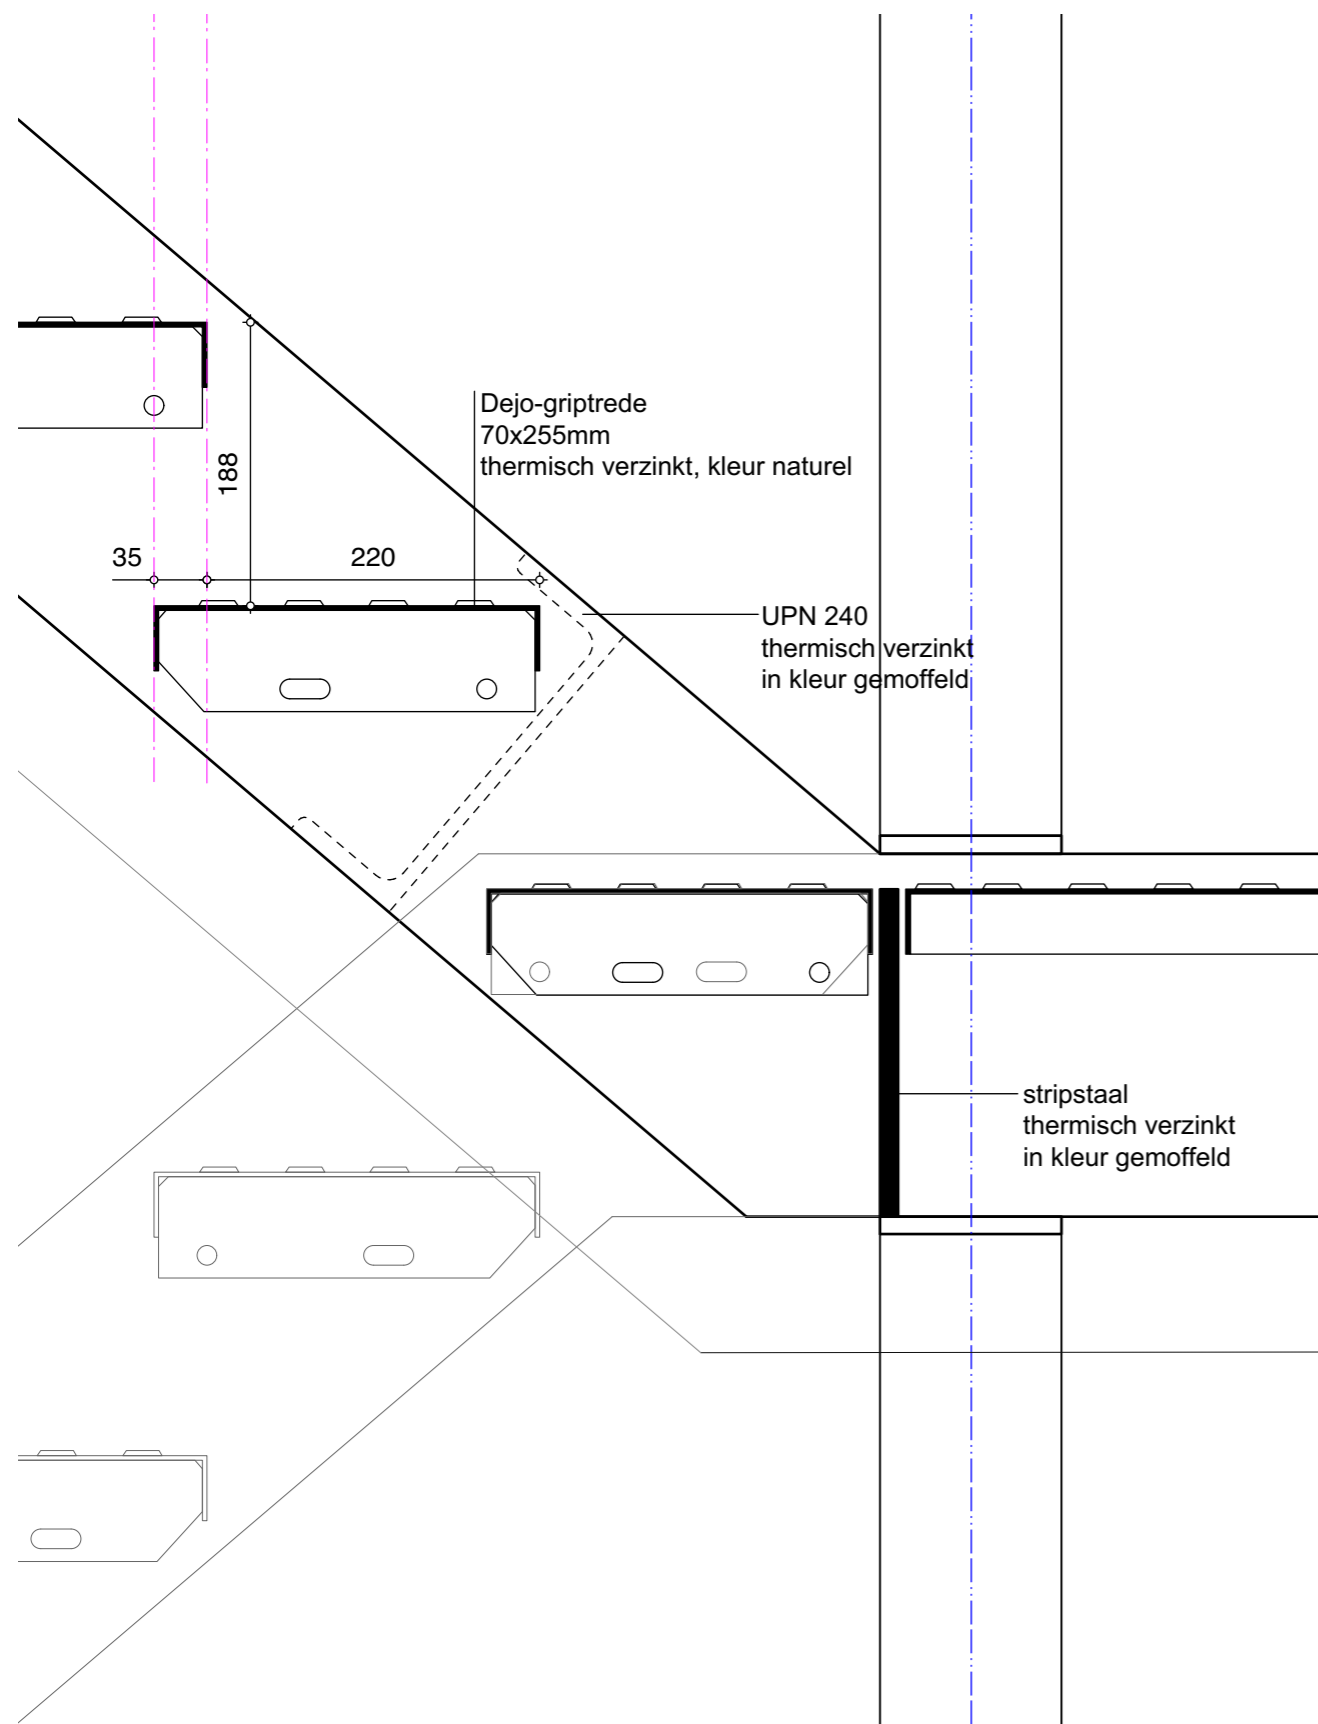 Dejo-griptrede
70x255mm
thermisch verzinkt, kleur naturel
188
35
220
UPN 240
thermisch verzinkt
in kleur gemoffeld
stripstaal
thermisch verzinkt
in kleur gemoffeld